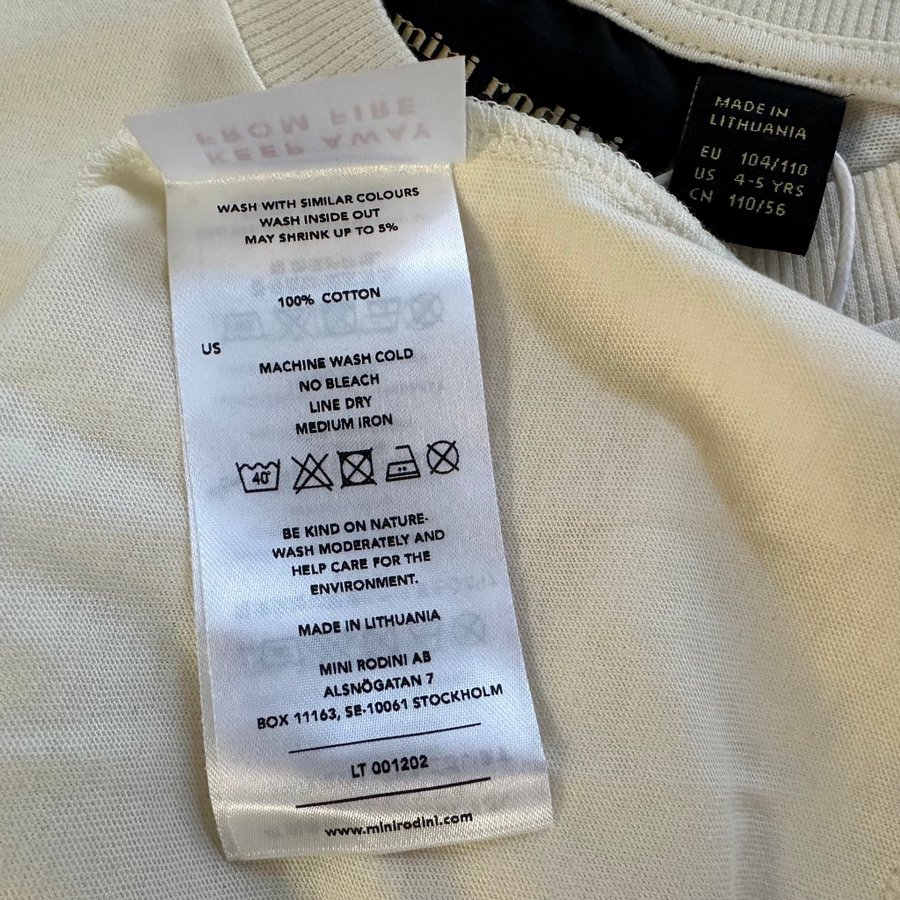 mini rodini
MADE IN
LITHUANIA
EU 104/110
US 4-5 YRS
CN 110/56
KEEP AWAY
FROM FIRE
WASH WITH SIMILAR COLOURS
WASH INSIDE OUT
MAY SHRINK UP TO 5%
100% COTTON
US
MACHINE WASH COLD
NO BLEACH
LINE DRY
MEDIUM IRON
40°
BE KIND ON NATURE-
WASH MODERATELY AND
HELP CARE FOR THE
ENVIRONMENT.
MADE IN LITHUANIA
MINI RODINI AB
ALSNÖGATAN 7
BOX 11163, SE-10061 STOCKHOLM
LT 001202
www.minirodini.com